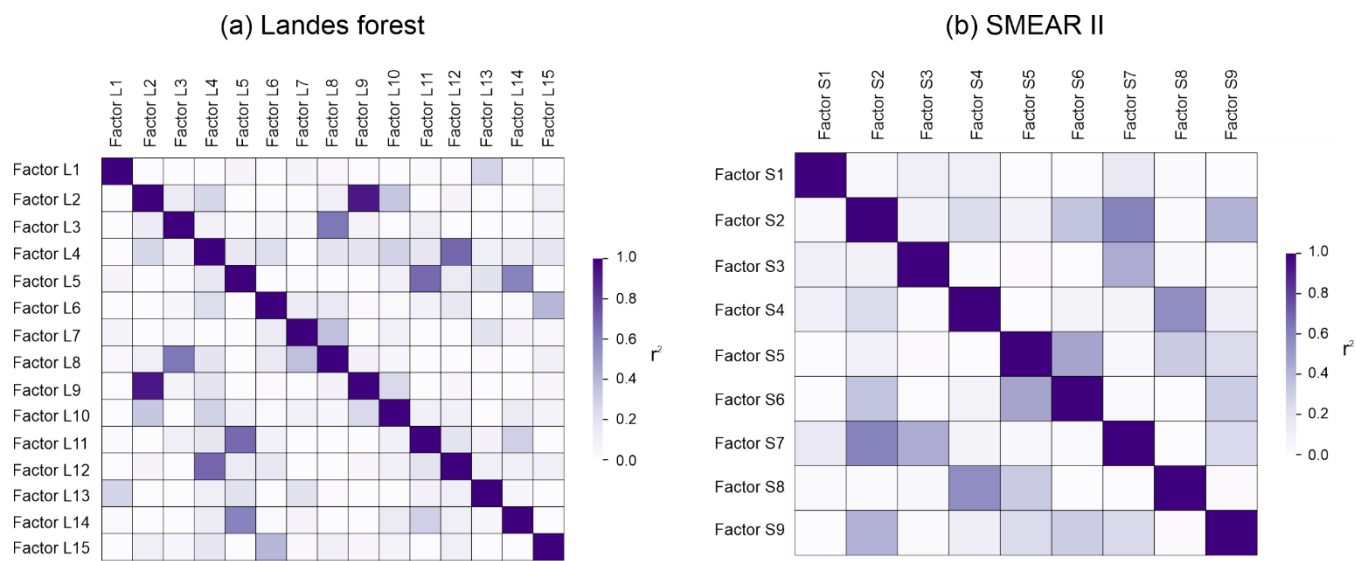 (a) Landes forest
Factor L1
Factor L2
Factor L3
Factor L4
Factor L5
Factor L6
Factor L7
Factor L8
Factor L9
Factor L10
Factor L11
Factor L12
Factor L13
Factor L14
Factor L15
Factor L1
Factor L2
Factor L3
Factor L4
Factor L5
Factor L6
Factor L7
Factor L8
Factor L9
Factor L10
Factor L11
Factor L12
Factor L13
Factor L14
Factor L15
1.0
0.8
0.6
0.4
0.2
0.0
r²
(b) SMEAR II
Factor S1
Factor S2
Factor S3
Factor S4
Factor S5
Factor S6
Factor S7
Factor S8
Factor S9
Factor S1
Factor S2
Factor S3
Factor S4
Factor S5
Factor S6
Factor S7
Factor S8
Factor S9
1.0
0.8
0.6
0.4
0.2
0.0
r²